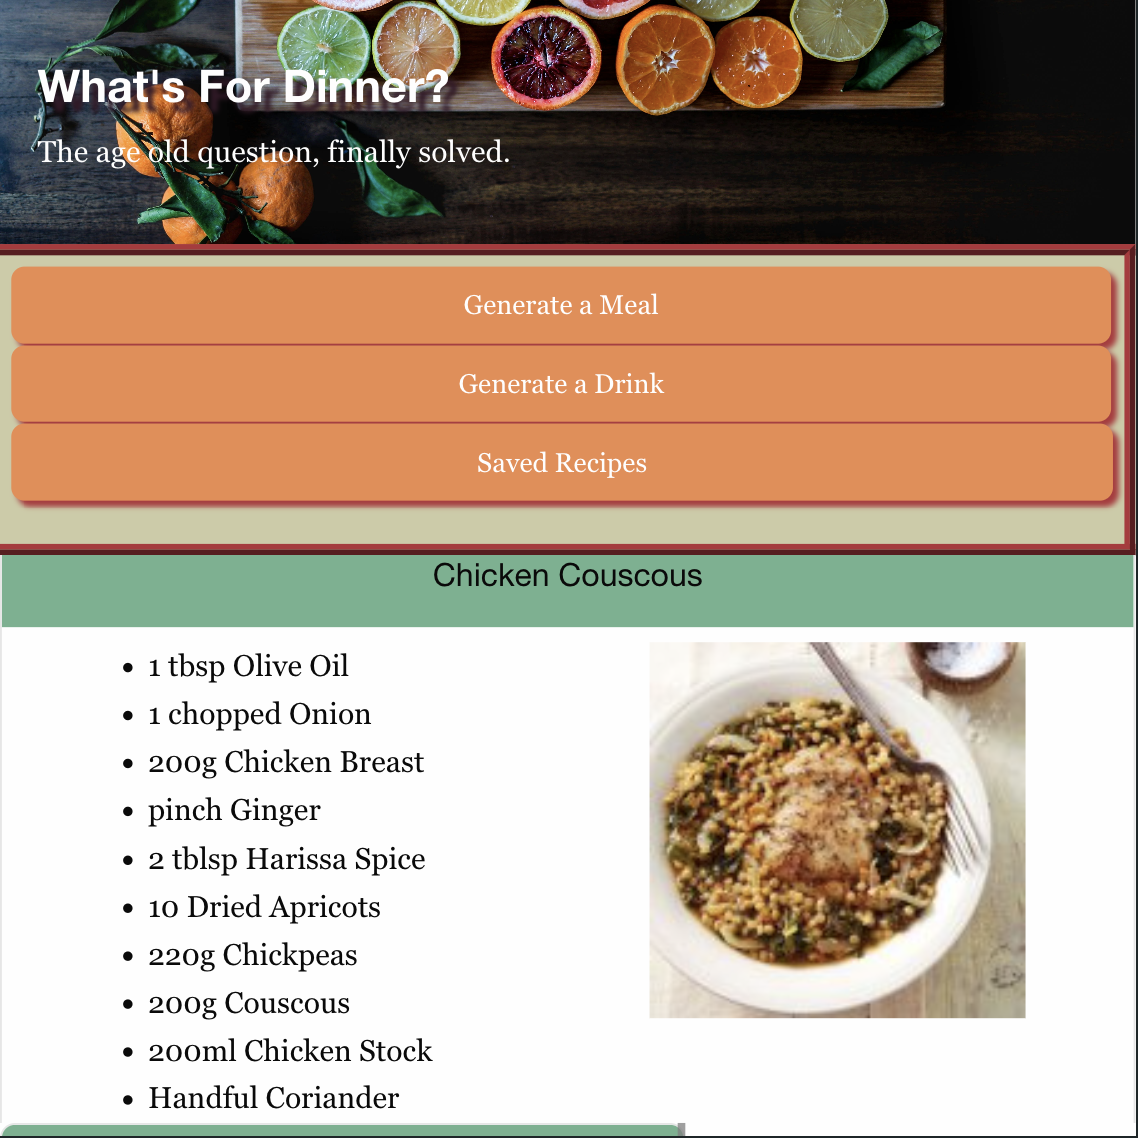 What's For Dinner?
The age old question, finally solved.
Generate a Meal
Generate a Drink
Saved Recipes
Chicken Couscous
• 1 tbsp Olive Oil
• 1 chopped Onion
• 200g Chicken Breast
• pinch Ginger
• 2 tblsp Harissa Spice
• 10 Dried Apricots
• 220g Chickpeas
• 200g Couscous
• 200ml Chicken Stock
• Handful Coriander